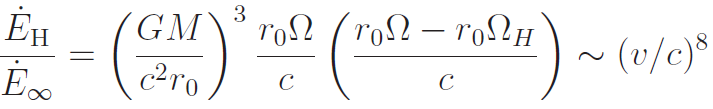 \frac{\dot{E}_{\mathrm{H}}}{\dot{E}_{\infty}} = \left( \frac{GM}{c^2 r_0} \right)^3 \frac{r_0 \Omega}{c} \left( \frac{r_0 \Omega - r_0 \Omega_H}{c} \right) \sim (v/c)^8